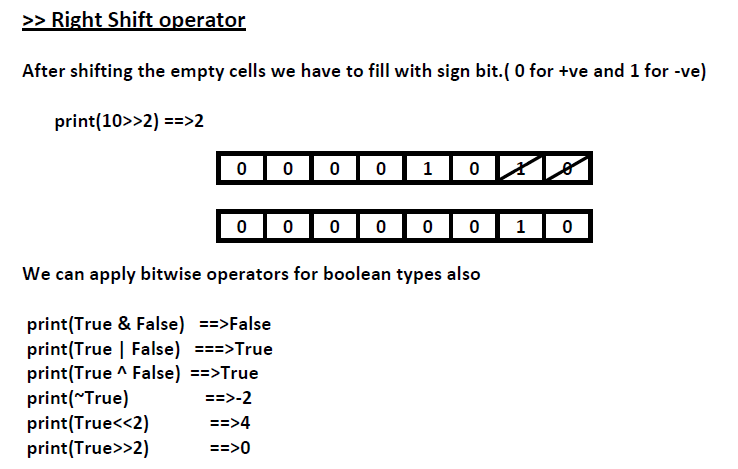 >> Right Shift operator
After shifting the empty cells we have to fill with sign bit.( 0 for +ve and 1 for -ve)
print(10>>2) ==>2
0 0 0 0 1 0 1 0
0 0 0 0 0 0 1 0
We can apply bitwise operators for boolean types also
print(True & False) ==>False
print(True | False) ===>True
print(True ^ False) ==>True
print(~True) ==>-2
print(True<<2) ==>4
print(True>>2) ==>0